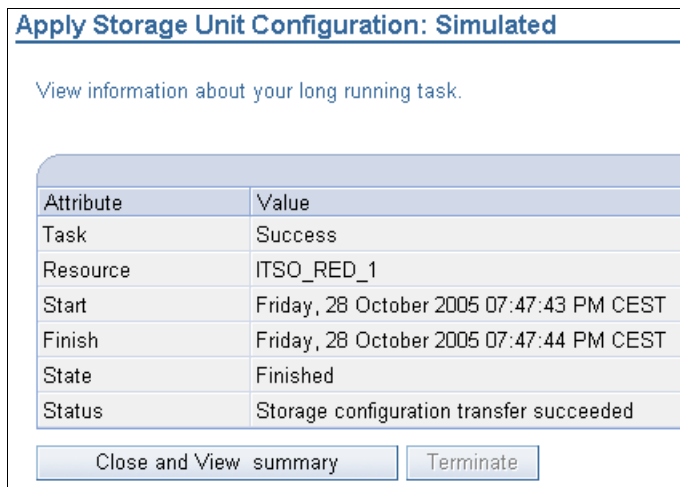 Apply Storage Unit Configuration: Simulated
View information about your long running task.
Attribute Value
Task Success
Resource ITSO_RED_1
Start Friday, 28 October 2005 07:47:43 PM CEST
Finish Friday, 28 October 2005 07:47:44 PM CEST
State Finished
Status Storage configuration transfer succeeded
Close and View summary Terminate